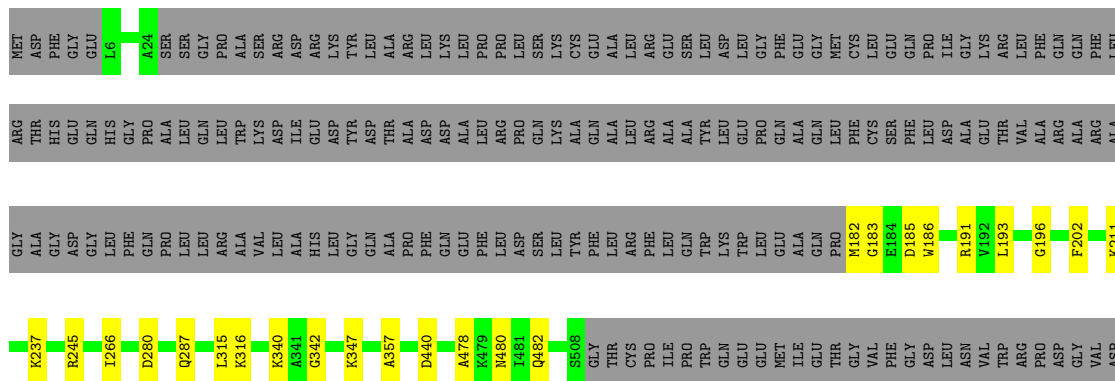 MET ASP PHE GLY GLU L6 A24 SER SER GLY PRO ALA SER ARG ASP ARG LYS TYR LEU ALA ARG LEU LYS LEU PRO PRO LEU SER LYS CYS GLU ALA LEU ARG GLU SER LEU ASP LEU GLY PHE GLU GLY MET CYS LEU GLU GLN PRO ILE GLY LYS ARG LEU PHE GLN GLN PHE LEU
ARG THR HIS GLU GLN HIS GLY PRO ALA LEU GLN LEU TRP LYS ASP ILE GLU ASP TYR ASP THR ALA ASP ASP ALA LEU ARG PRO GLN LYS ALA GLN ALA LEU ARG ALA ALA TYR LEU GLU PRO GLN ALA GLN LEU PHE CYS SER PHE LEU ASP ALA GLU THR VAL ALA ARG ALA ARG ALA
GLY ALA GLY ASP GLY LEU PHE GLN PRO LEU LEU ARG ALA VAL LEU ALA HIS LEU GLY GLN ALA PRO PHE GLN GLU PHE LEU ASP SER LEU TYR PHE LEU ARG PHE LEU GLN TRP LYS TRP LEU GLU ALA GLN PRO M182 G183 E184 D185 W186 R191 V192 L193 G196 F202 K211
K237 R245 I266 D280 Q287 L315 K316 K340 A341 G342 K347 A357 D440 A478 K479 N480 I481 Q482 S508 GLY THR CYS PRO ILE PRO TRP GLN GLU GLU MET ILE GLU THR GLY VAL PHE GLY ASP LEU ASN VAL TRP ARG PRO ASP GLY VAL ASP